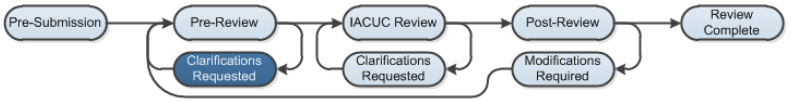 Pre-Submission
Pre-Review
IACUC Review
Post-Review
Review
Complete
Clarifications
Requested
Clarifications
Requested
Modifications
Required